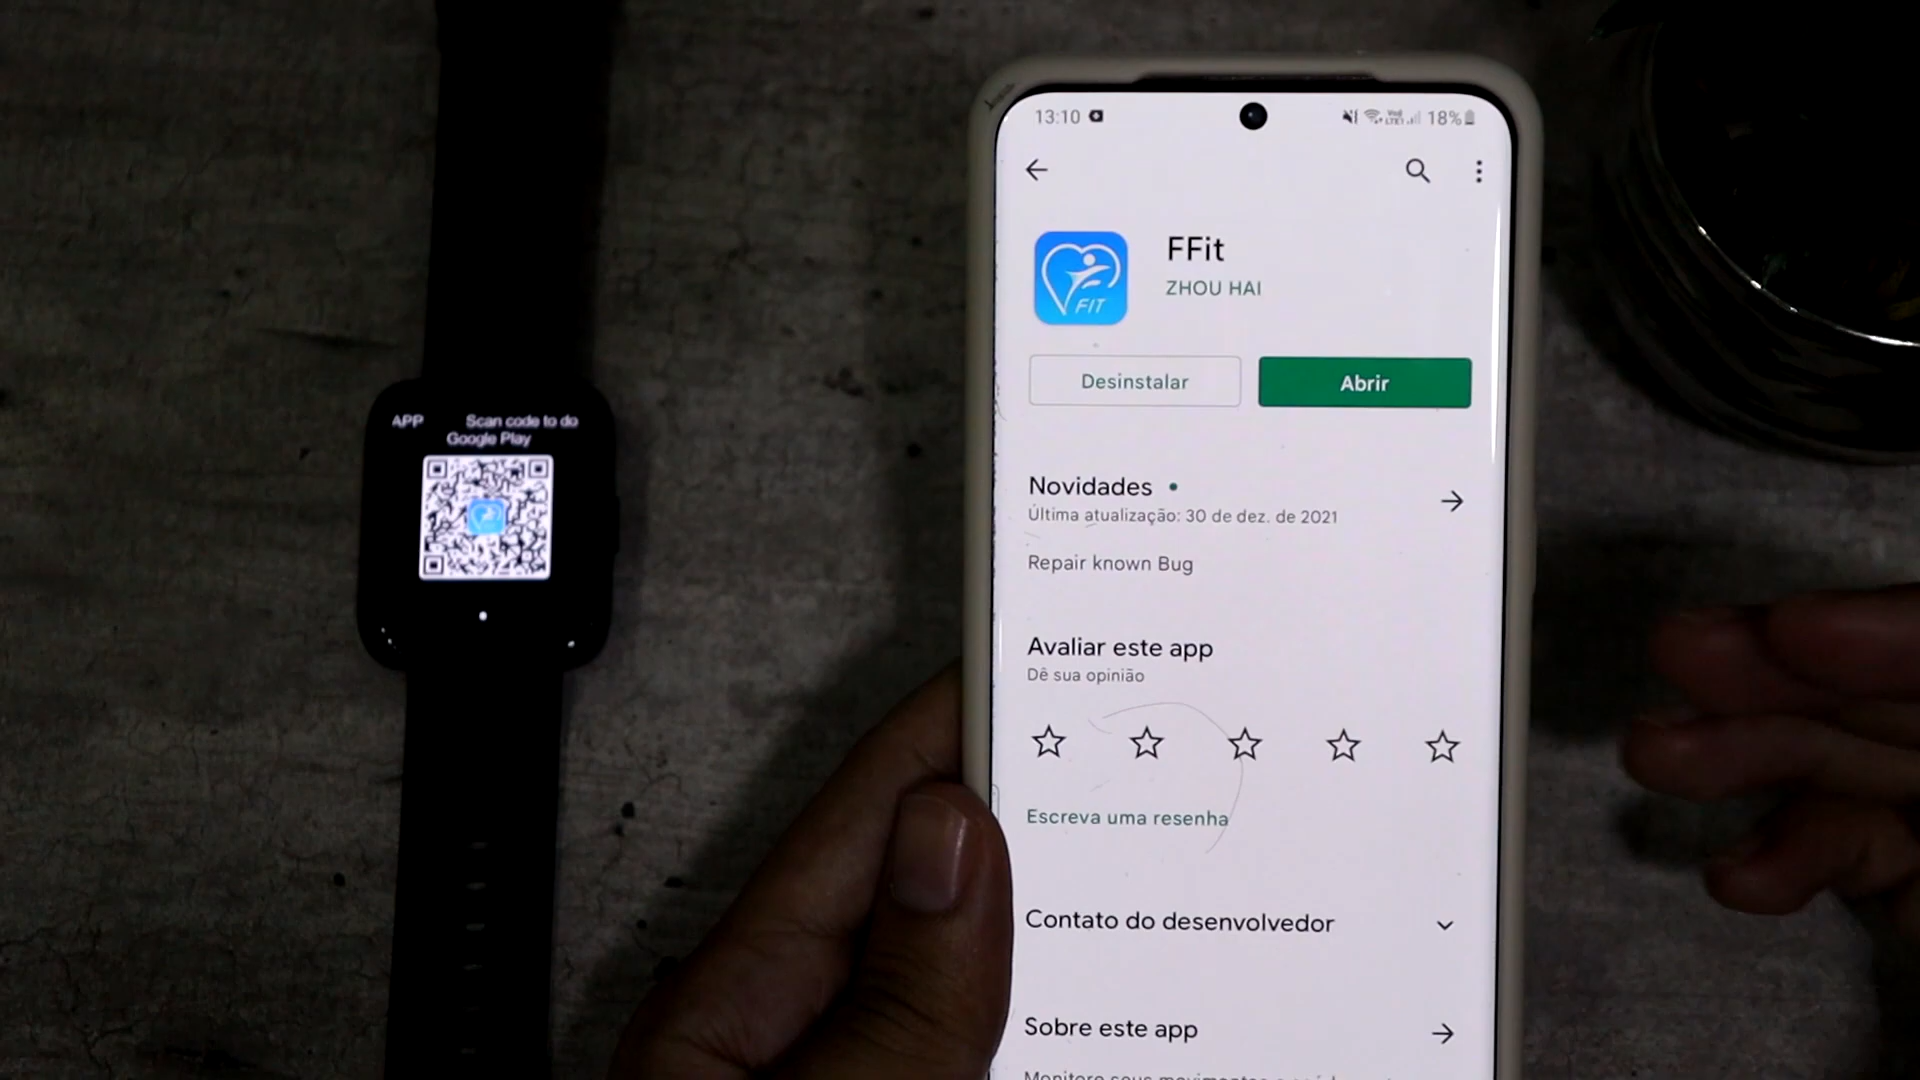 APP Scan code to do
Google Play
13:10
18%
FFit
ZHOU HAI
FIT
Desinstalar
Abrir
Novidades
Última atualização: 30 de dez. de 2021
Repair known Bug
Avaliar este app
Dê sua opinião
Escreva uma resenha
Contato do desenvolvedor
Sobre este app